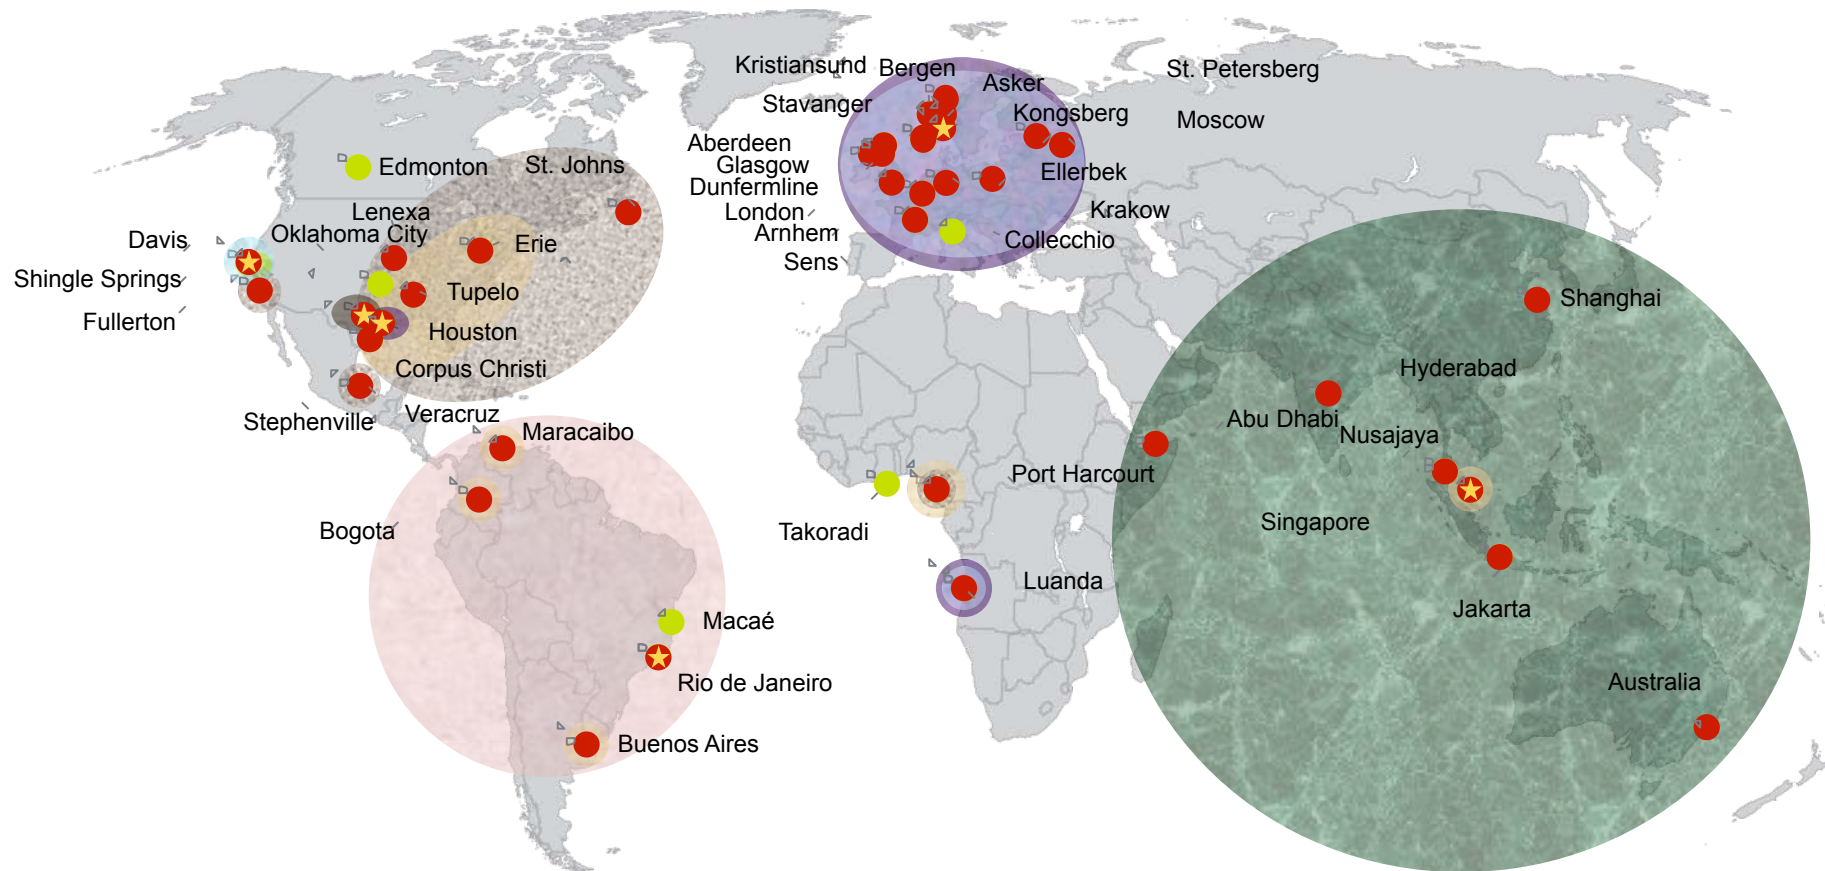 Kristiansund
Bergen
Asker
St. Petersberg
Stavanger
Kongsberg
Moscow
Aberdeen
Glasgow
Dunfermline
Ellerbek
London
Krakow
Arnhem
Collecchio
Sens
Edmonton
St. Johns
Lenexa
Oklahoma City
Davis
Erie
Shingle Springs
Tupelo
Fullerton
Houston
Corpus Christi
Stephenville
Veracruz
Maracaibo
Bogota
Macaé
Rio de Janeiro
Buenos Aires
Port Harcourt
Takoradi
Luanda
Shanghai
Hyderabad
Abu Dhabi
Nusajaya
Singapore
Jakarta
Australia